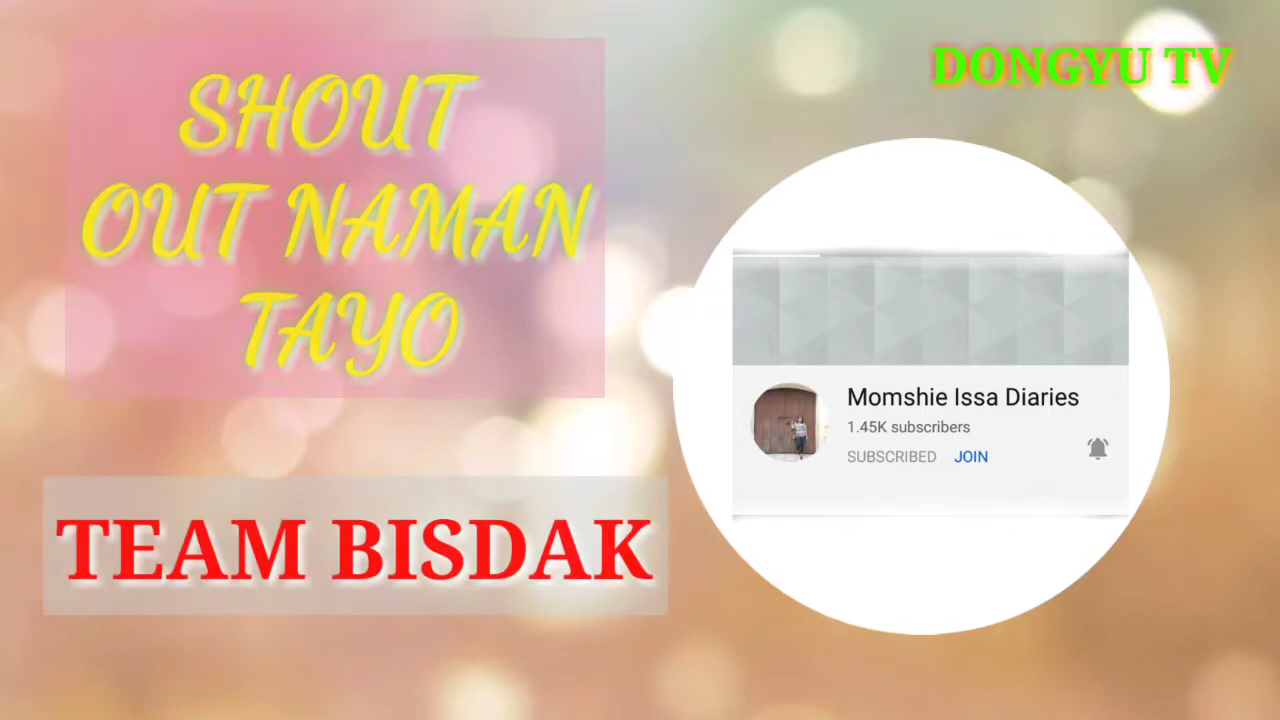 SHOUT
OUT NAMAN
TAYO
TEAM BISDAK
DONGYU TV
Momshie Issa Diaries
1.45K subscribers
SUBSCRIBED JOIN